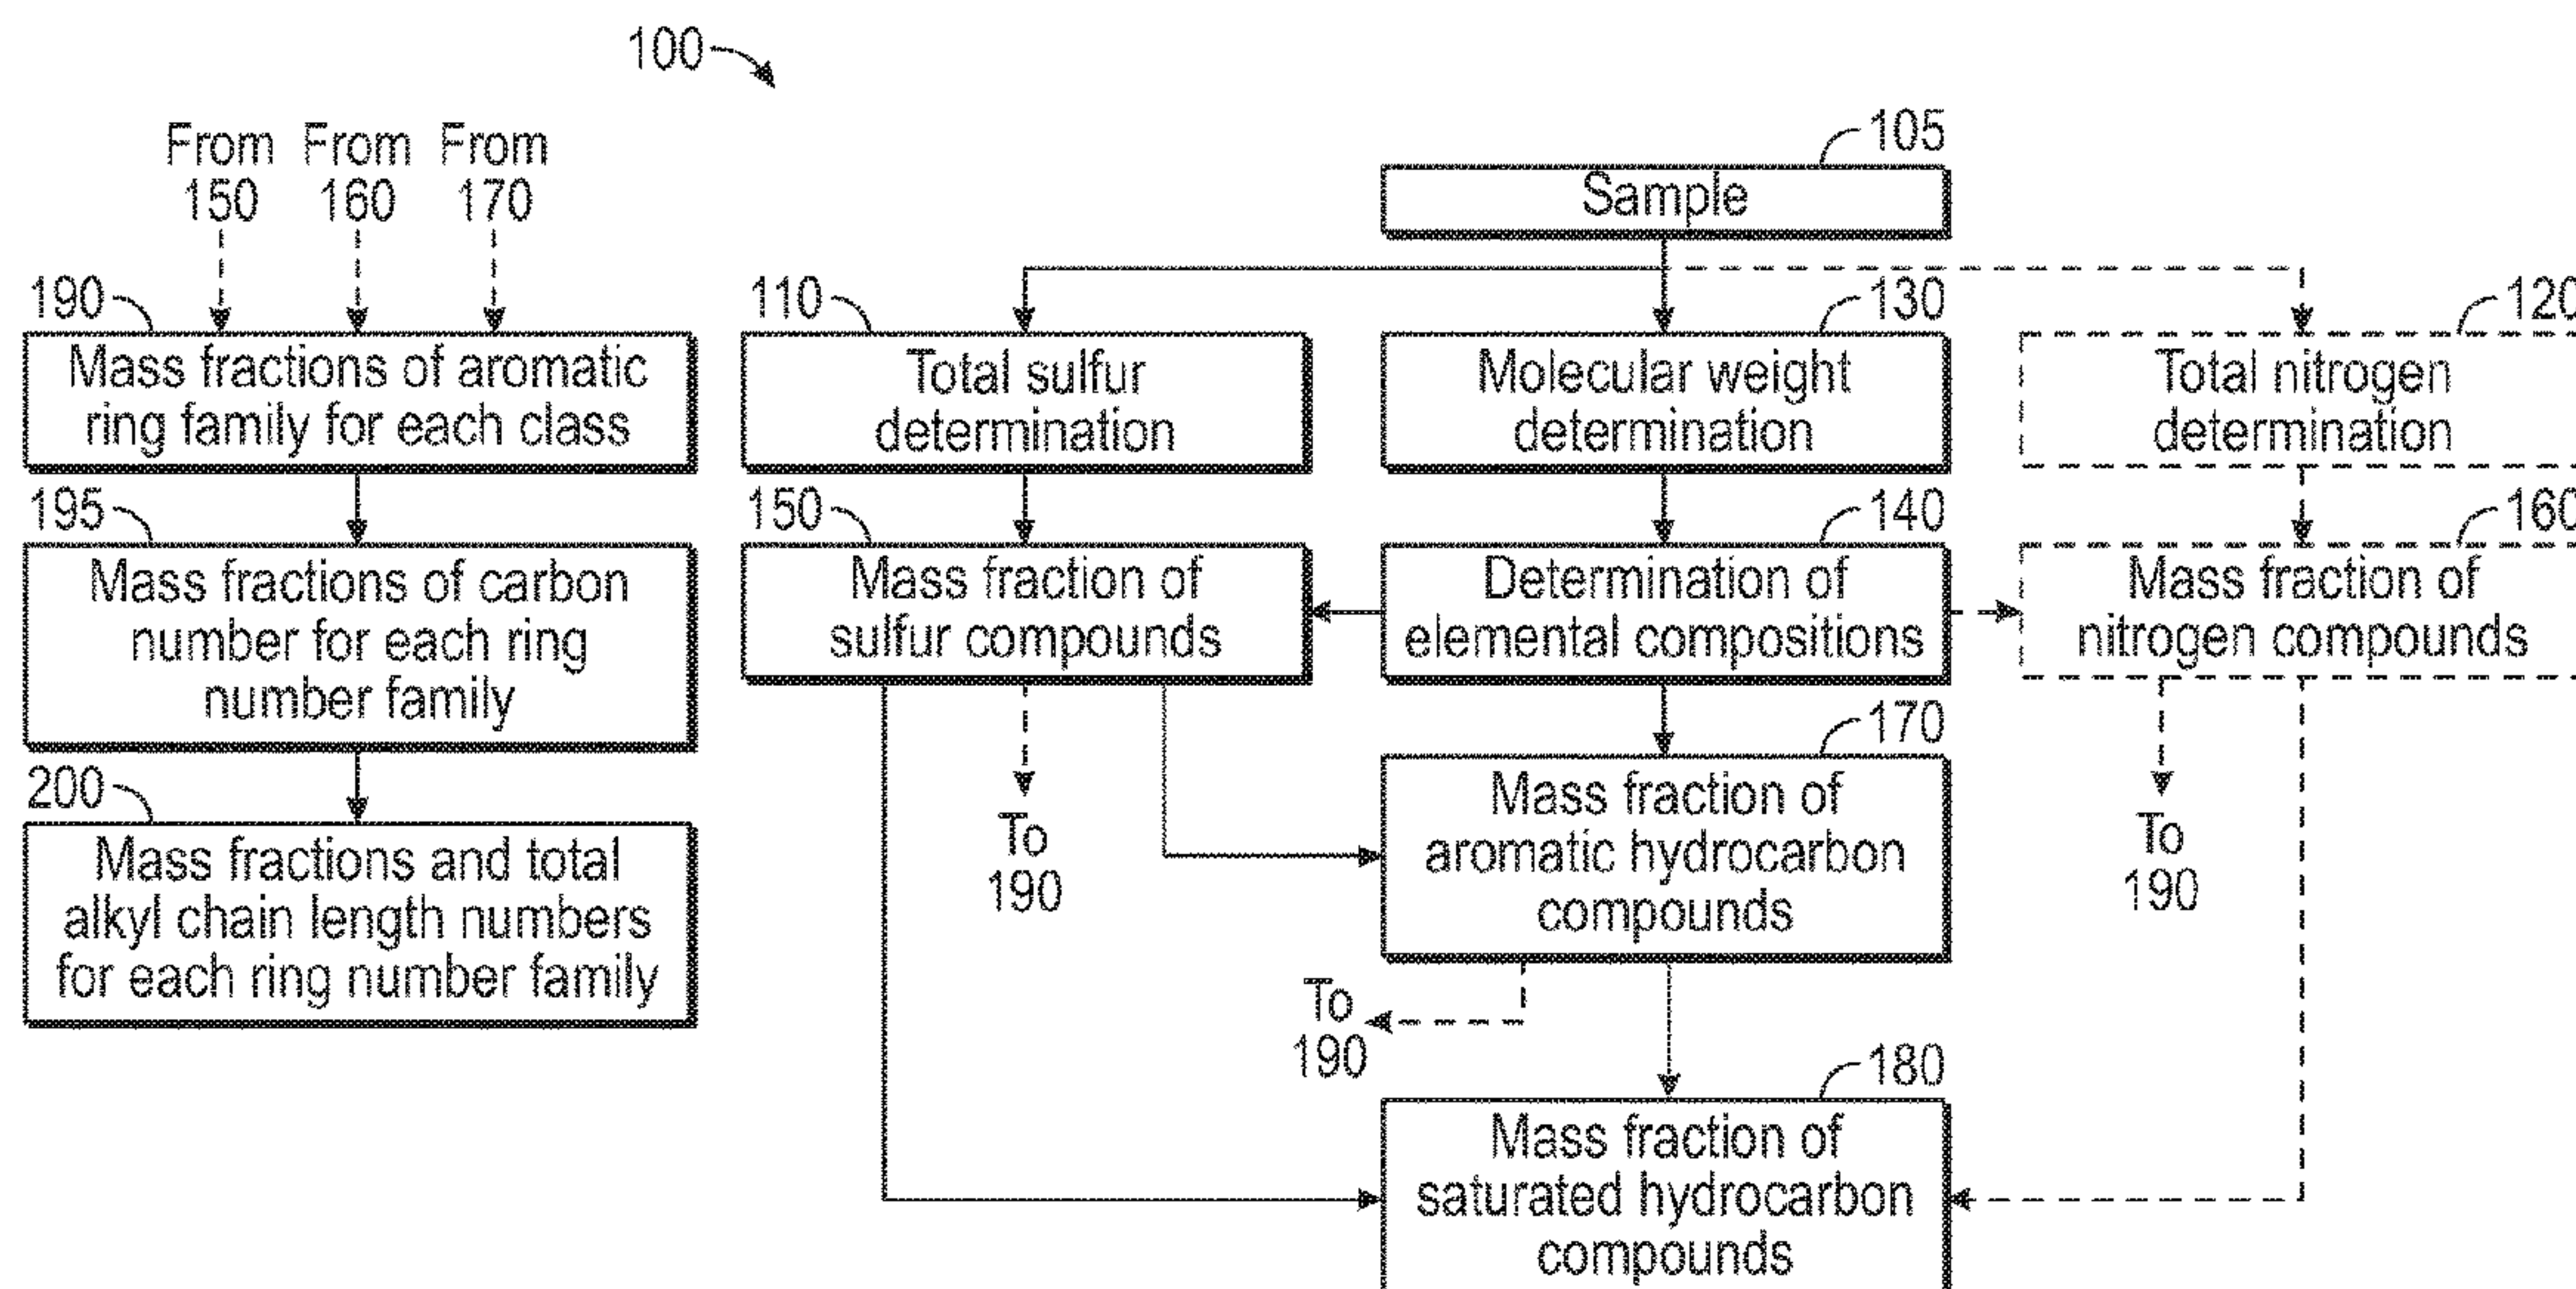 100
From From From
150 160 170
190
Mass fractions of aromatic
ring family for each class
195
Mass fractions of carbon
number for each ring
number family
200
Mass fractions and total
alkyl chain length numbers
for each ring number family
105
Sample
110
Total sulfur
determination
130
Molecular weight
determination
120
Total nitrogen
determination
150
Mass fraction of
sulfur compounds
140
Determination of
elemental compositions
160
Mass fraction of
nitrogen compounds
To
190
170
Mass fraction of
aromatic hydrocarbon
compounds
To
190
To
190
180
Mass fraction of
saturated hydrocarbon
compounds